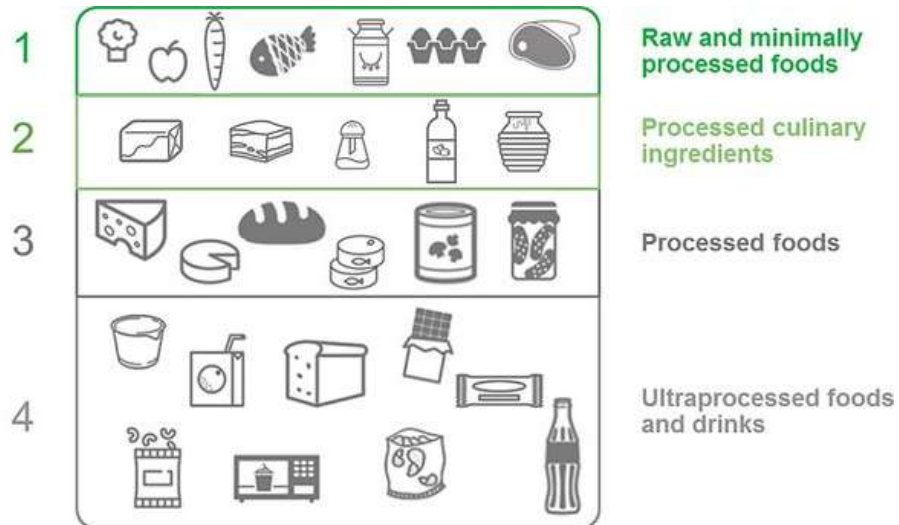 1
Raw and minimally
processed foods
2
Processed culinary
ingredients
3
Processed foods
4
Ultraprocessed foods
and drinks